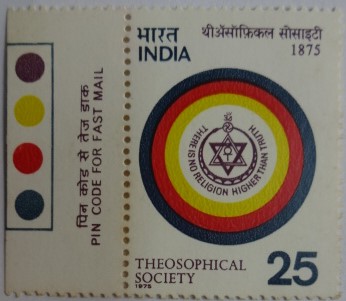 पिन कोड से तेज़ डाक
PIN CODE FOR FAST MAIL
भारत
INDIA
थीऑसोफ़िकल सोसाइटी
1875
ॐ
THERE IS NO RELIGION HIGHER THAN TRUTH
THEOSOPHICAL
SOCIETY
1975
25